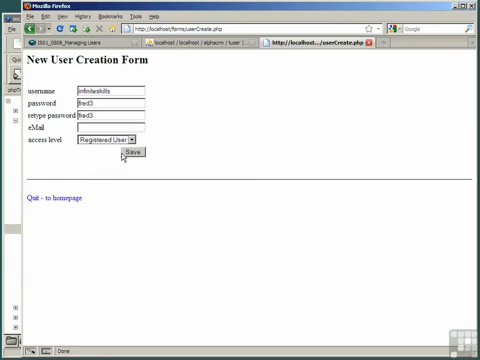 Mozilla Firefox
File Edit View History Bookmarks Tools Help
http://localhost/forms/userCreate.php
IS01_0808_Managing Users
localhost / localhost / alphacrm / tuser
http://localhost.../userCreate.php
New User Creation Form
username infiniteskills
password fred3
retype password fred3
eMail
access level Registered User
Save
Quit - to homepage
Done